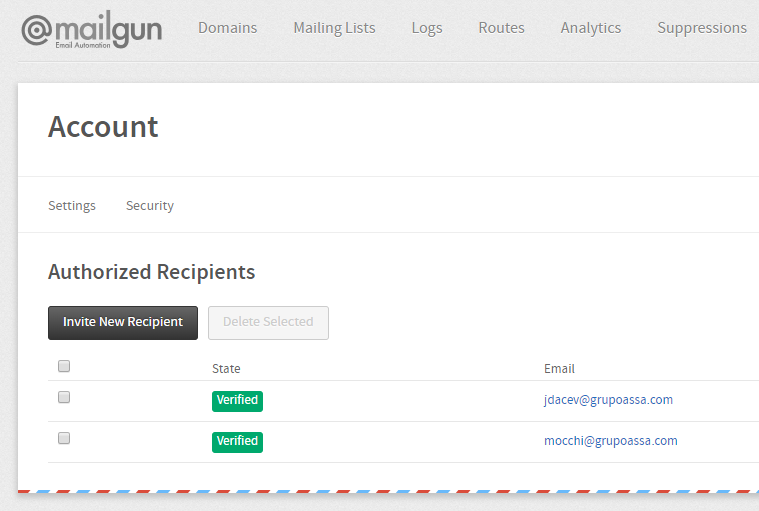 @mailgun
Email Automation
Domains Mailing Lists Logs Routes Analytics Suppressions
Account
Settings Security
Authorized Recipients
Invite New Recipient Delete Selected
State Email
Verified jdacev@grupoassa.com
Verified mocchi@grupoassa.com